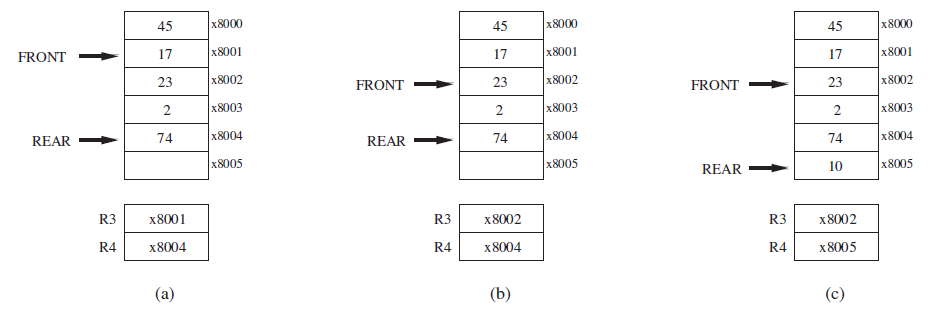 45 x8000
FRONT 17 x8001
23 x8002
2 x8003
REAR 74 x8004
x8005
R3 x8001
R4 x8004
(a)
45 x8000
17 x8001
FRONT 23 x8002
2 x8003
REAR 74 x8004
x8005
R3 x8002
R4 x8004
(b)
45 x8000
17 x8001
FRONT 23 x8002
2 x8003
74 x8004
REAR 10 x8005
R3 x8002
R4 x8005
(c)